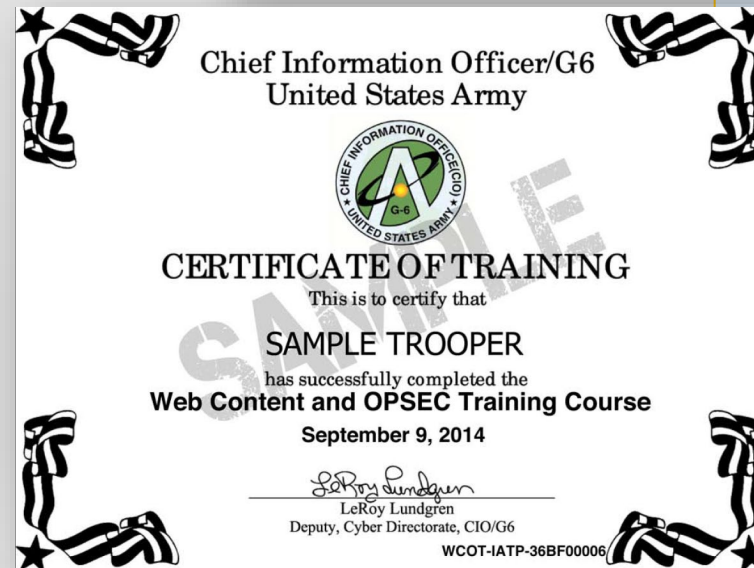 Chief Information Officer/G6
United States Army
CHIEF INFORMATION OFFICE(CIO)
G-6
★ UNITED STATES ARMY ★
SAMPLE
CERTIFICATE OF TRAINING
This is to certify that
SAMPLE TROOPER
has successfully completed the
Web Content and OPSEC Training Course
September 9, 2014
LeRoy Lundgren
LeRoy Lundgren
Deputy, Cyber Directorate, CIO/G6
WCOT-IATP-36BF00006